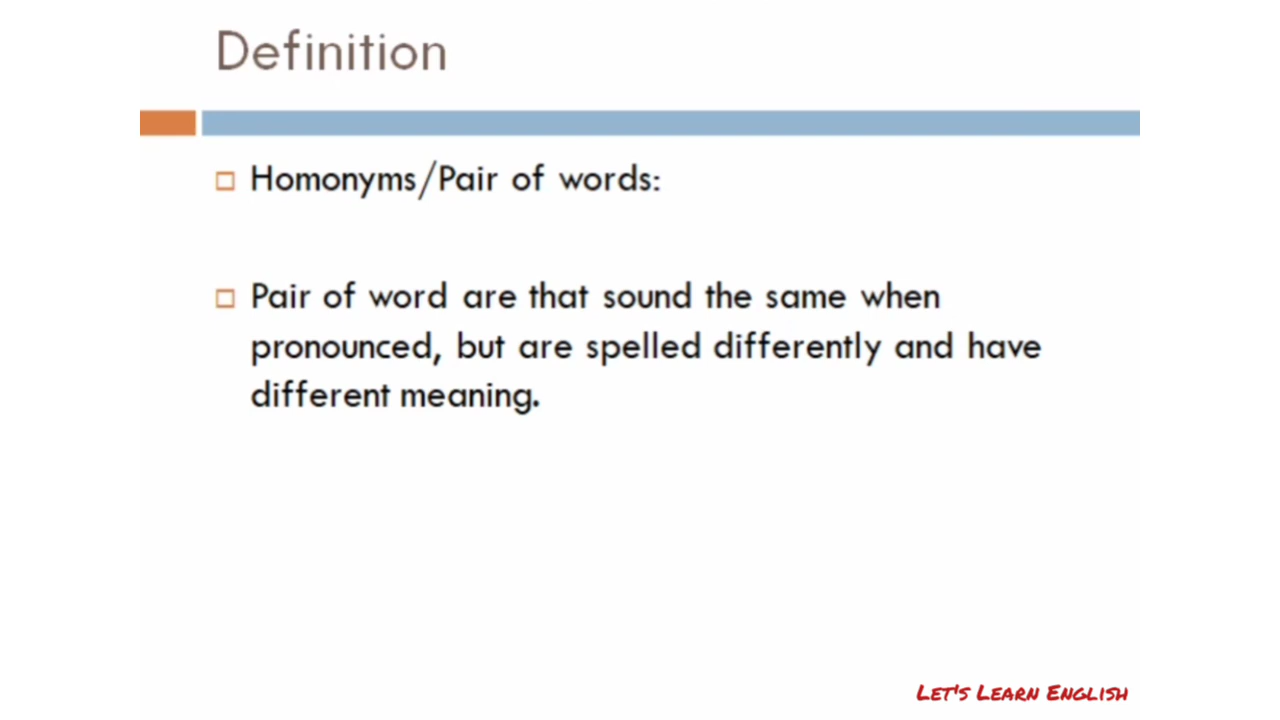 Definition
Homonyms/Pair of words:
Pair of word are that sound the same when
pronounced, but are spelled differently and have
different meaning.
Let's Learn English